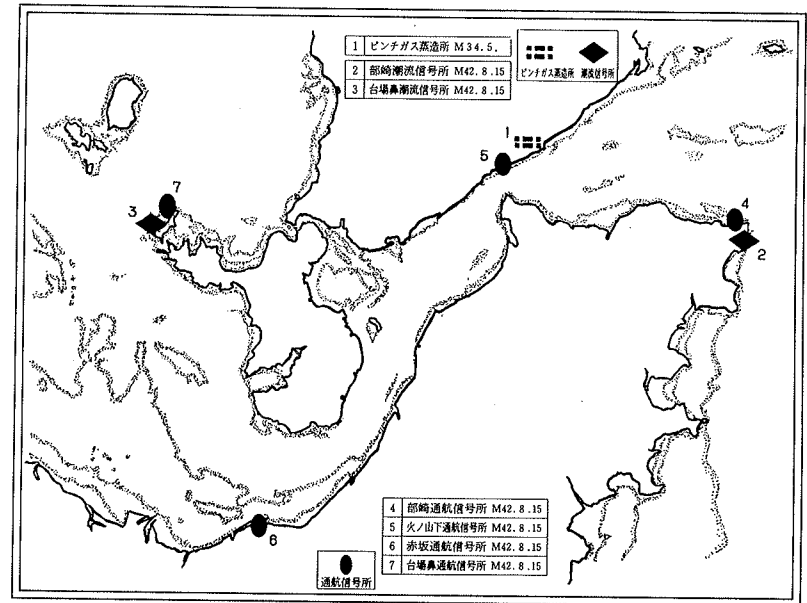 1 ピンチガス蒸造所 M34.5.
2 部崎潮流信号所 M42.8.15
3 台場鼻潮流信号所 M42.8.15
ピンチガス蒸造所 潮流信号所
1
5
7
3
4
2
6
4 部崎通航信号所 M42.8.15
5 火ノ山下通航信号所 M42.8.15
6 赤坂通航信号所 M42.8.15
7 台場鼻通航信号所 M42.8.15
通航信号所